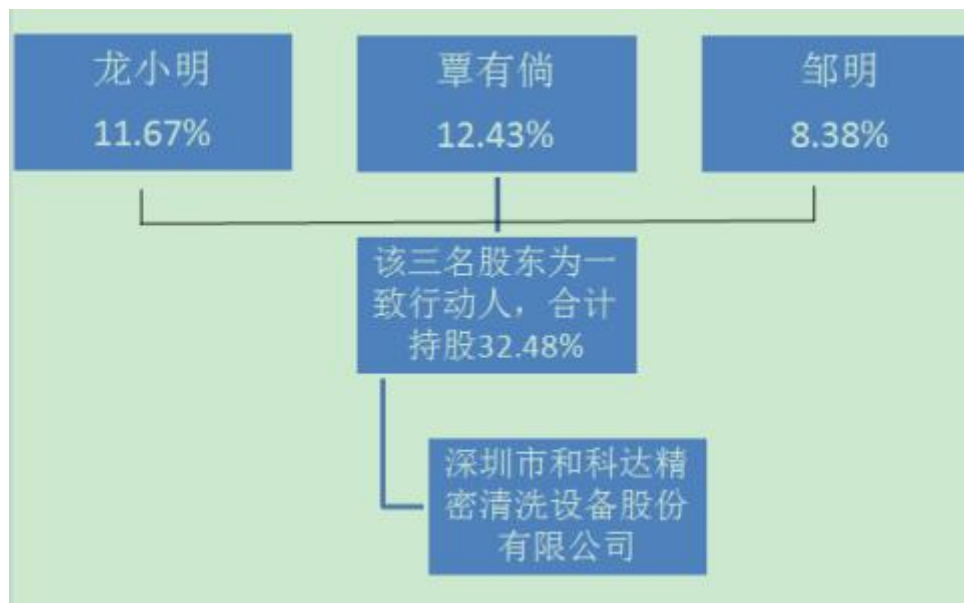 龙小明
11.67%
覃有倘
12.43%
邹明
8.38%
该三名股东为一
致行动人，合计
持股32.48%
深圳市和科达精
密清洗设备股份
有限公司